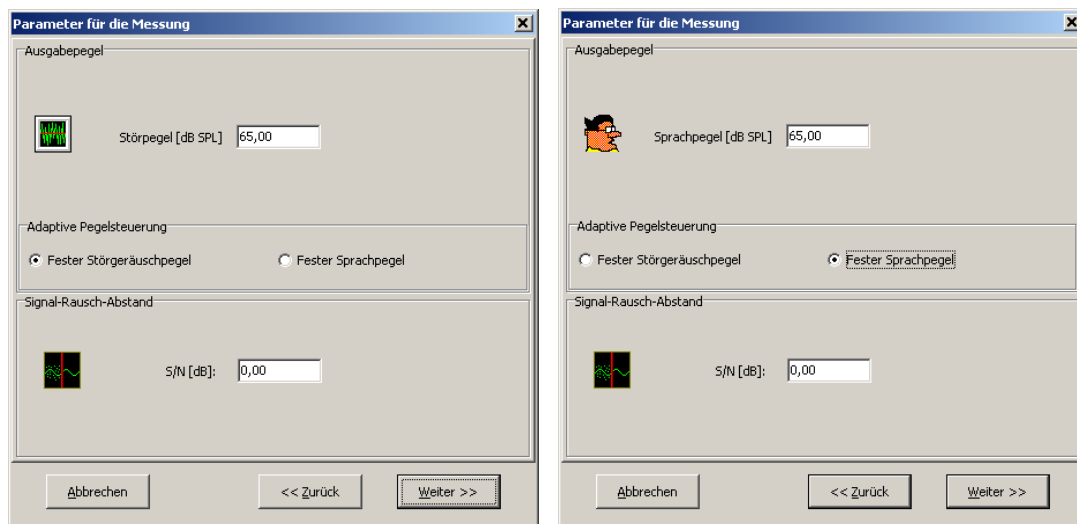 Parameter für die Messung
Ausgabepegel
Störpegel [dB SPL] 65,00
Adaptive Pegelsteuerung
Fester Störgeräuschpegel Fester Sprachpegel
Signal-Rausch-Abstand
S/N [dB]: 0,00
Abbrechen << Zurück Weiter >>
Parameter für die Messung
Ausgabepegel
Sprachpegel [dB SPL] 65,00
Adaptive Pegelsteuerung
Fester Störgeräuschpegel Fester Sprachpegel
Signal-Rausch-Abstand
S/N [dB]: 0,00
Abbrechen << Zurück Weiter >>